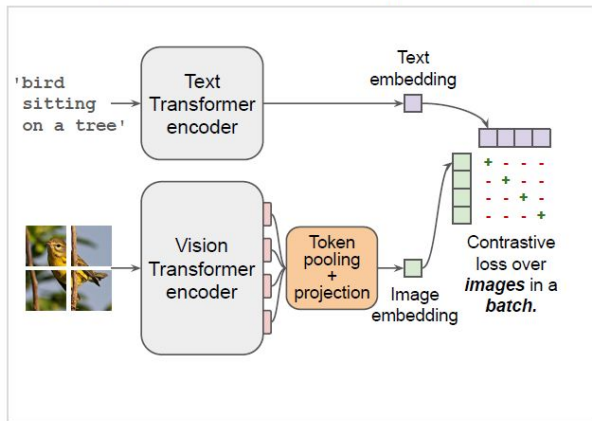 'bird
sitting
on a tree'
Text
Transformer
encoder
Text
embedding
Vision
Transformer
encoder
Token
pooling
+
projection
Image
embedding
+ - - -
- + - -
- - + -
- - - +
Contrastive
loss over
images in a
batch.